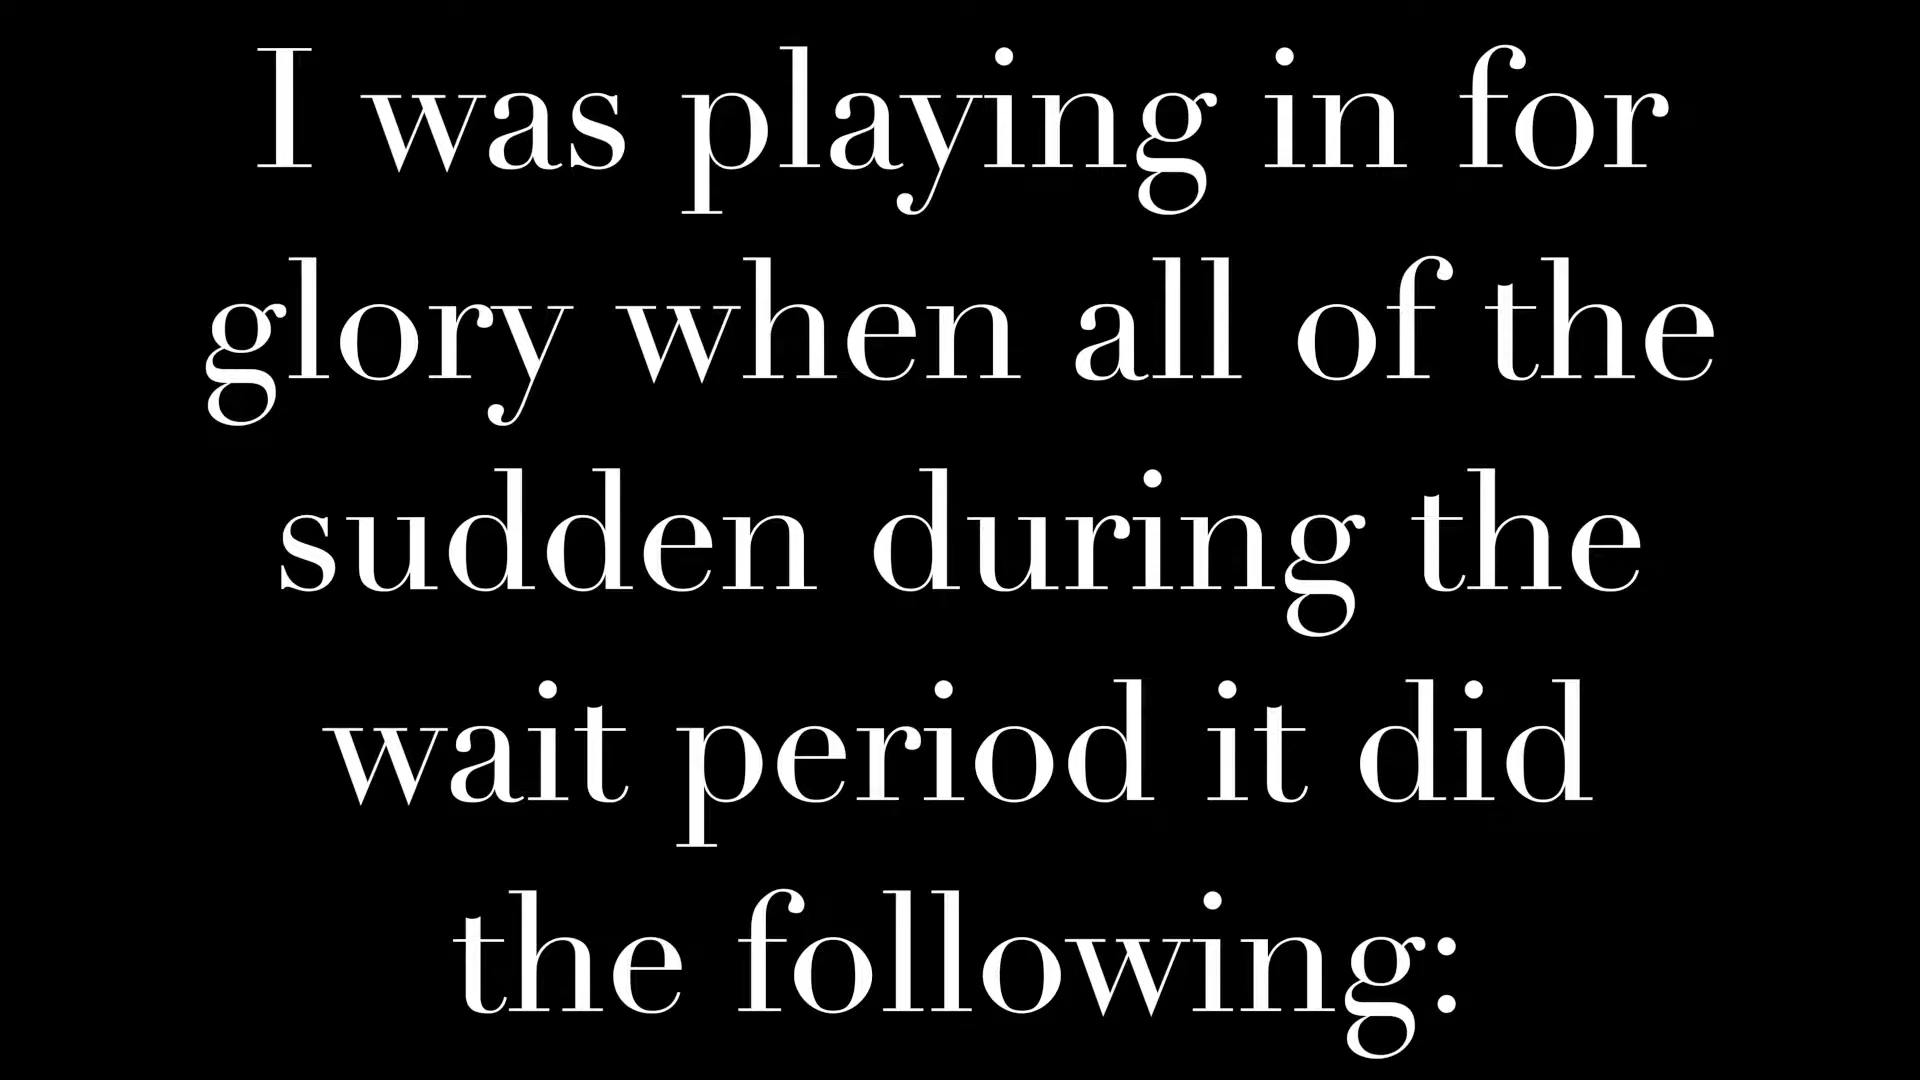 I was playing in for
glory when all of the
sudden during the
wait period it did
the following: